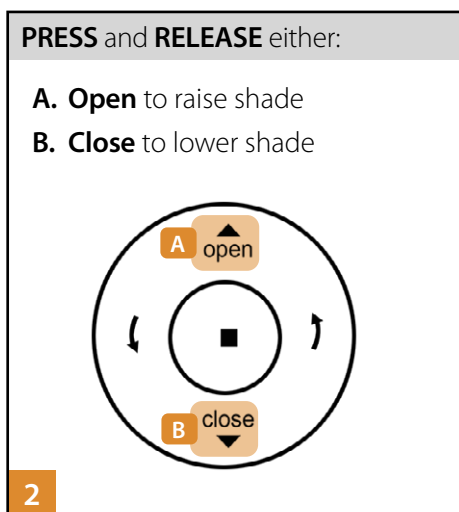 PRESS and RELEASE either:
A. Open to raise shade
B. Close to lower shade
A open
B close
2